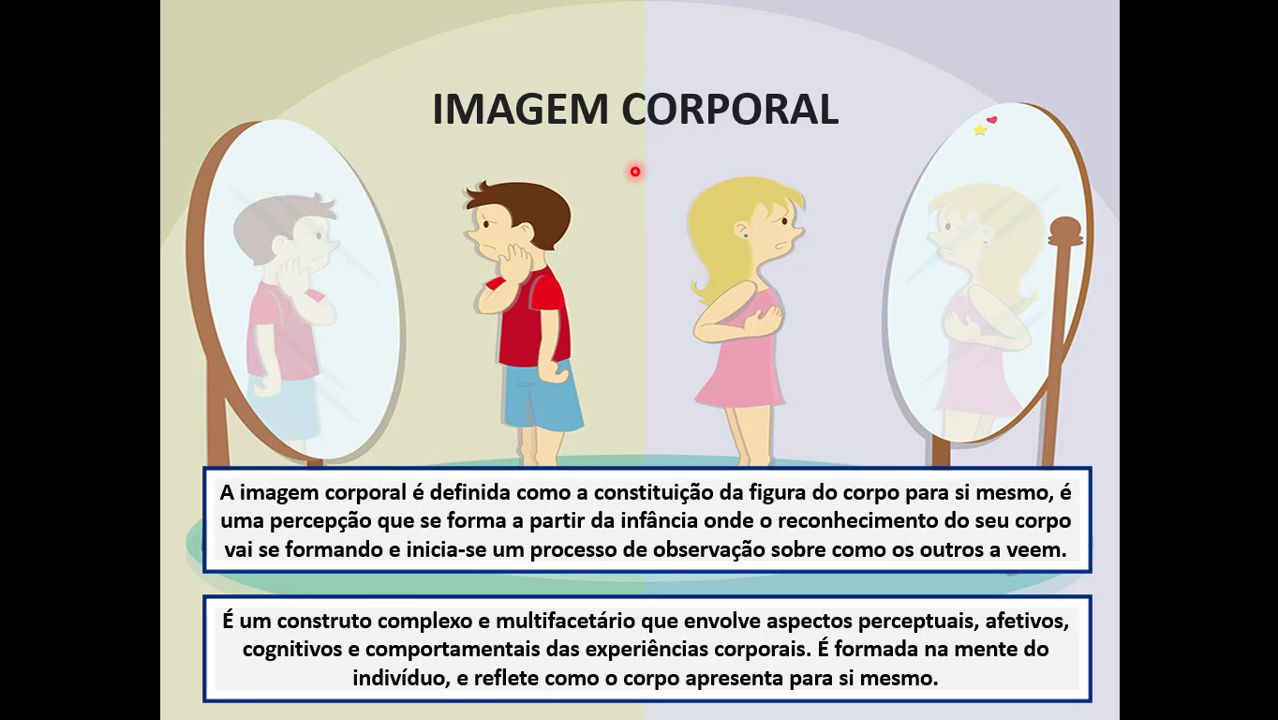 IMAGEM CORPORAL
A imagem corporal é definida como a constituição da figura do corpo para si mesmo, é
uma percepção que se forma a partir da infância onde o reconhecimento do seu corpo
vai se formando e inicia-se um processo de observação sobre como os outros a veem.
É um construto complexo e multifacetário que envolve aspectos perceptuais, afetivos,
cognitivos e comportamentais das experiências corporais. É formada na mente do
indivíduo, e reflete como o corpo apresenta para si mesmo.